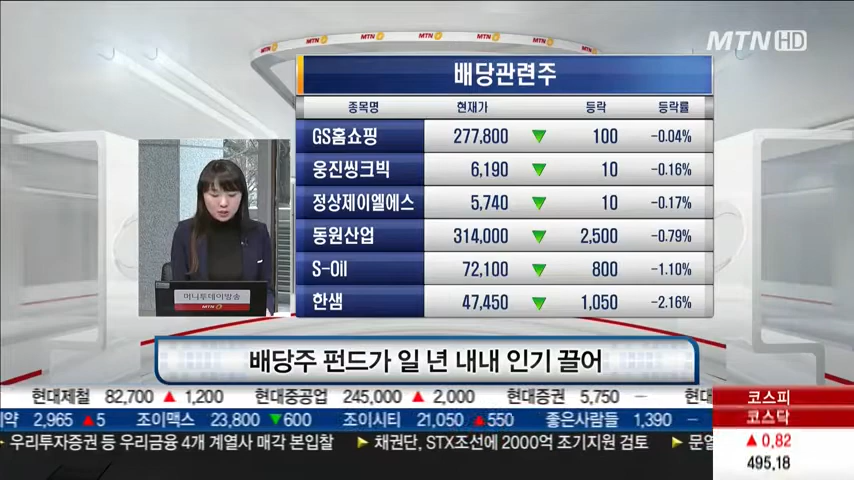 MTN HD
MTN MTN MTN MTN MTN
배당관련주
종목명 현재가 등락 등락률
GS홈쇼핑 277,800 ▼ 100 -0.04%
웅진씽크빅 6,190 ▼ 10 -0.16%
정상제이엘에스 5,740 ▼ 10 -0.17%
동원산업 314,000 ▼ 2,500 -0.79%
S-Oil 72,100 ▼ 800 -1.10%
한샘 47,450 ▼ 1,050 -2.16%
머니투데이방송
MTN
배당주 펀드가 일 년 내내 인기 끌어
현대제철 82,700 ▲ 1,200 현대중공업 245,000 ▲ 2,000 현대증권 5,750 - 현대
코스피
약 2,965 ▲5 조이맥스 23,800 ▼600 조이시티 21,050 ▲550 좋은사람들 1,390 -
코스닥
▲ 0.82
495.18
▶ 우리투자증권 등 우리금융 4개 계열사 매각 본입찰 ▶ 채권단, STX조선에 2000억 조기지원 검토 ▶ 문열